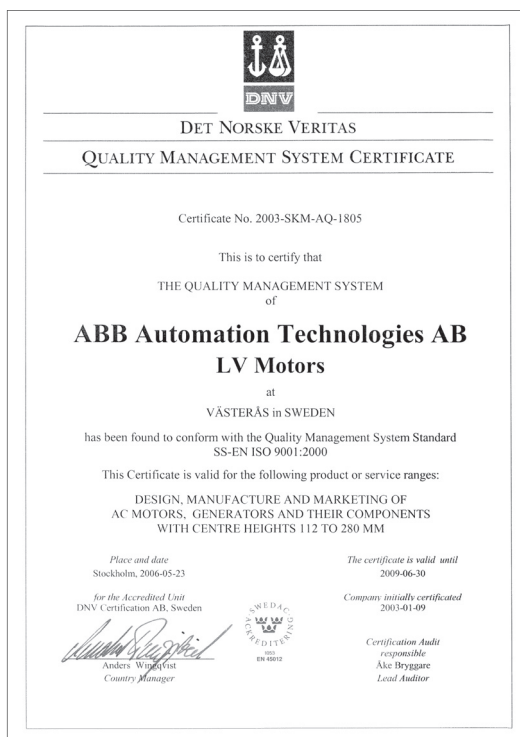 DNV
DET NORSKE VERITAS
QUALITY MANAGEMENT SYSTEM CERTIFICATE
Certificate No. 2003-SKM-AQ-1805
This is to certify that
THE QUALITY MANAGEMENT SYSTEM
of
ABB Automation Technologies AB
LV Motors
at
VÄSTERÅS in SWEDEN
has been found to conform with the Quality Management System Standard
SS-EN ISO 9001:2000
This Certificate is valid for the following product or service ranges:
DESIGN, MANUFACTURE AND MARKETING OF
AC MOTORS, GENERATORS AND THEIR COMPONENTS
WITH CENTRE HEIGHTS 112 TO 280 MM
Place and date
Stockholm, 2006-05-23
for the Accredited Unit
DNV Certification AB, Sweden
Anders Wingqvist
Country Manager
SWEDAC
ACKREDITERING
1053
EN 45012
The certificate is valid until
2009-06-30
Company initially certificated
2003-01-09
Certification Audit
responsible
Åke Bryggare
Lead Auditor